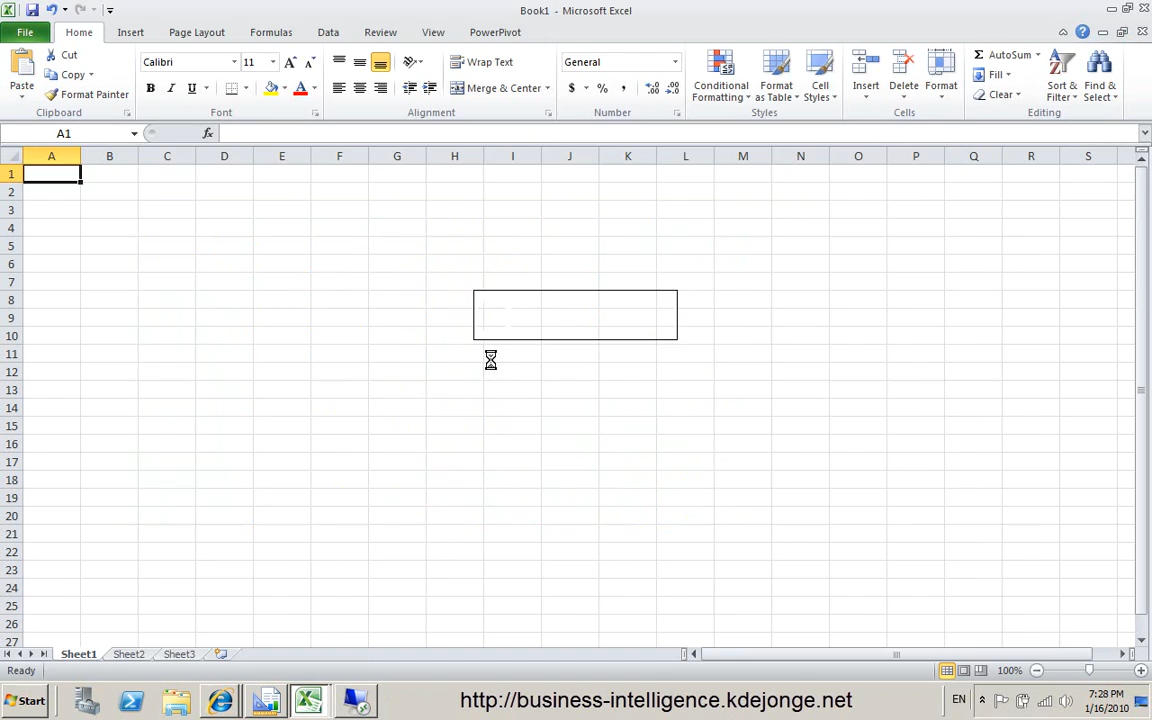 Book1 - Microsoft Excel
File Home Insert Page Layout Formulas Data Review View PowerPivot
Paste
Cut
Copy
Format Painter
Clipboard
Calibri 11
B I U A
Font
Wrap Text
Merge & Center
Alignment
General
$ % ,
Number
Conditional Formatting
Format as Table
Cell Styles
Styles
Insert Delete Format
Cells
Σ AutoSum
Fill
Clear
Sort & Filter
Find & Select
Editing
A1 fx
A B C D E F G H I J K L M N O P Q R S
1
2
3
4
5
6
7
8
9
10
11
12
13
14
15
16
17
18
19
20
21
22
23
24
25
26
27
Sheet1 Sheet2 Sheet3
Ready 100%
Start http://business-intelligence.kdejonge.net EN 7:28 PM
1/16/2010